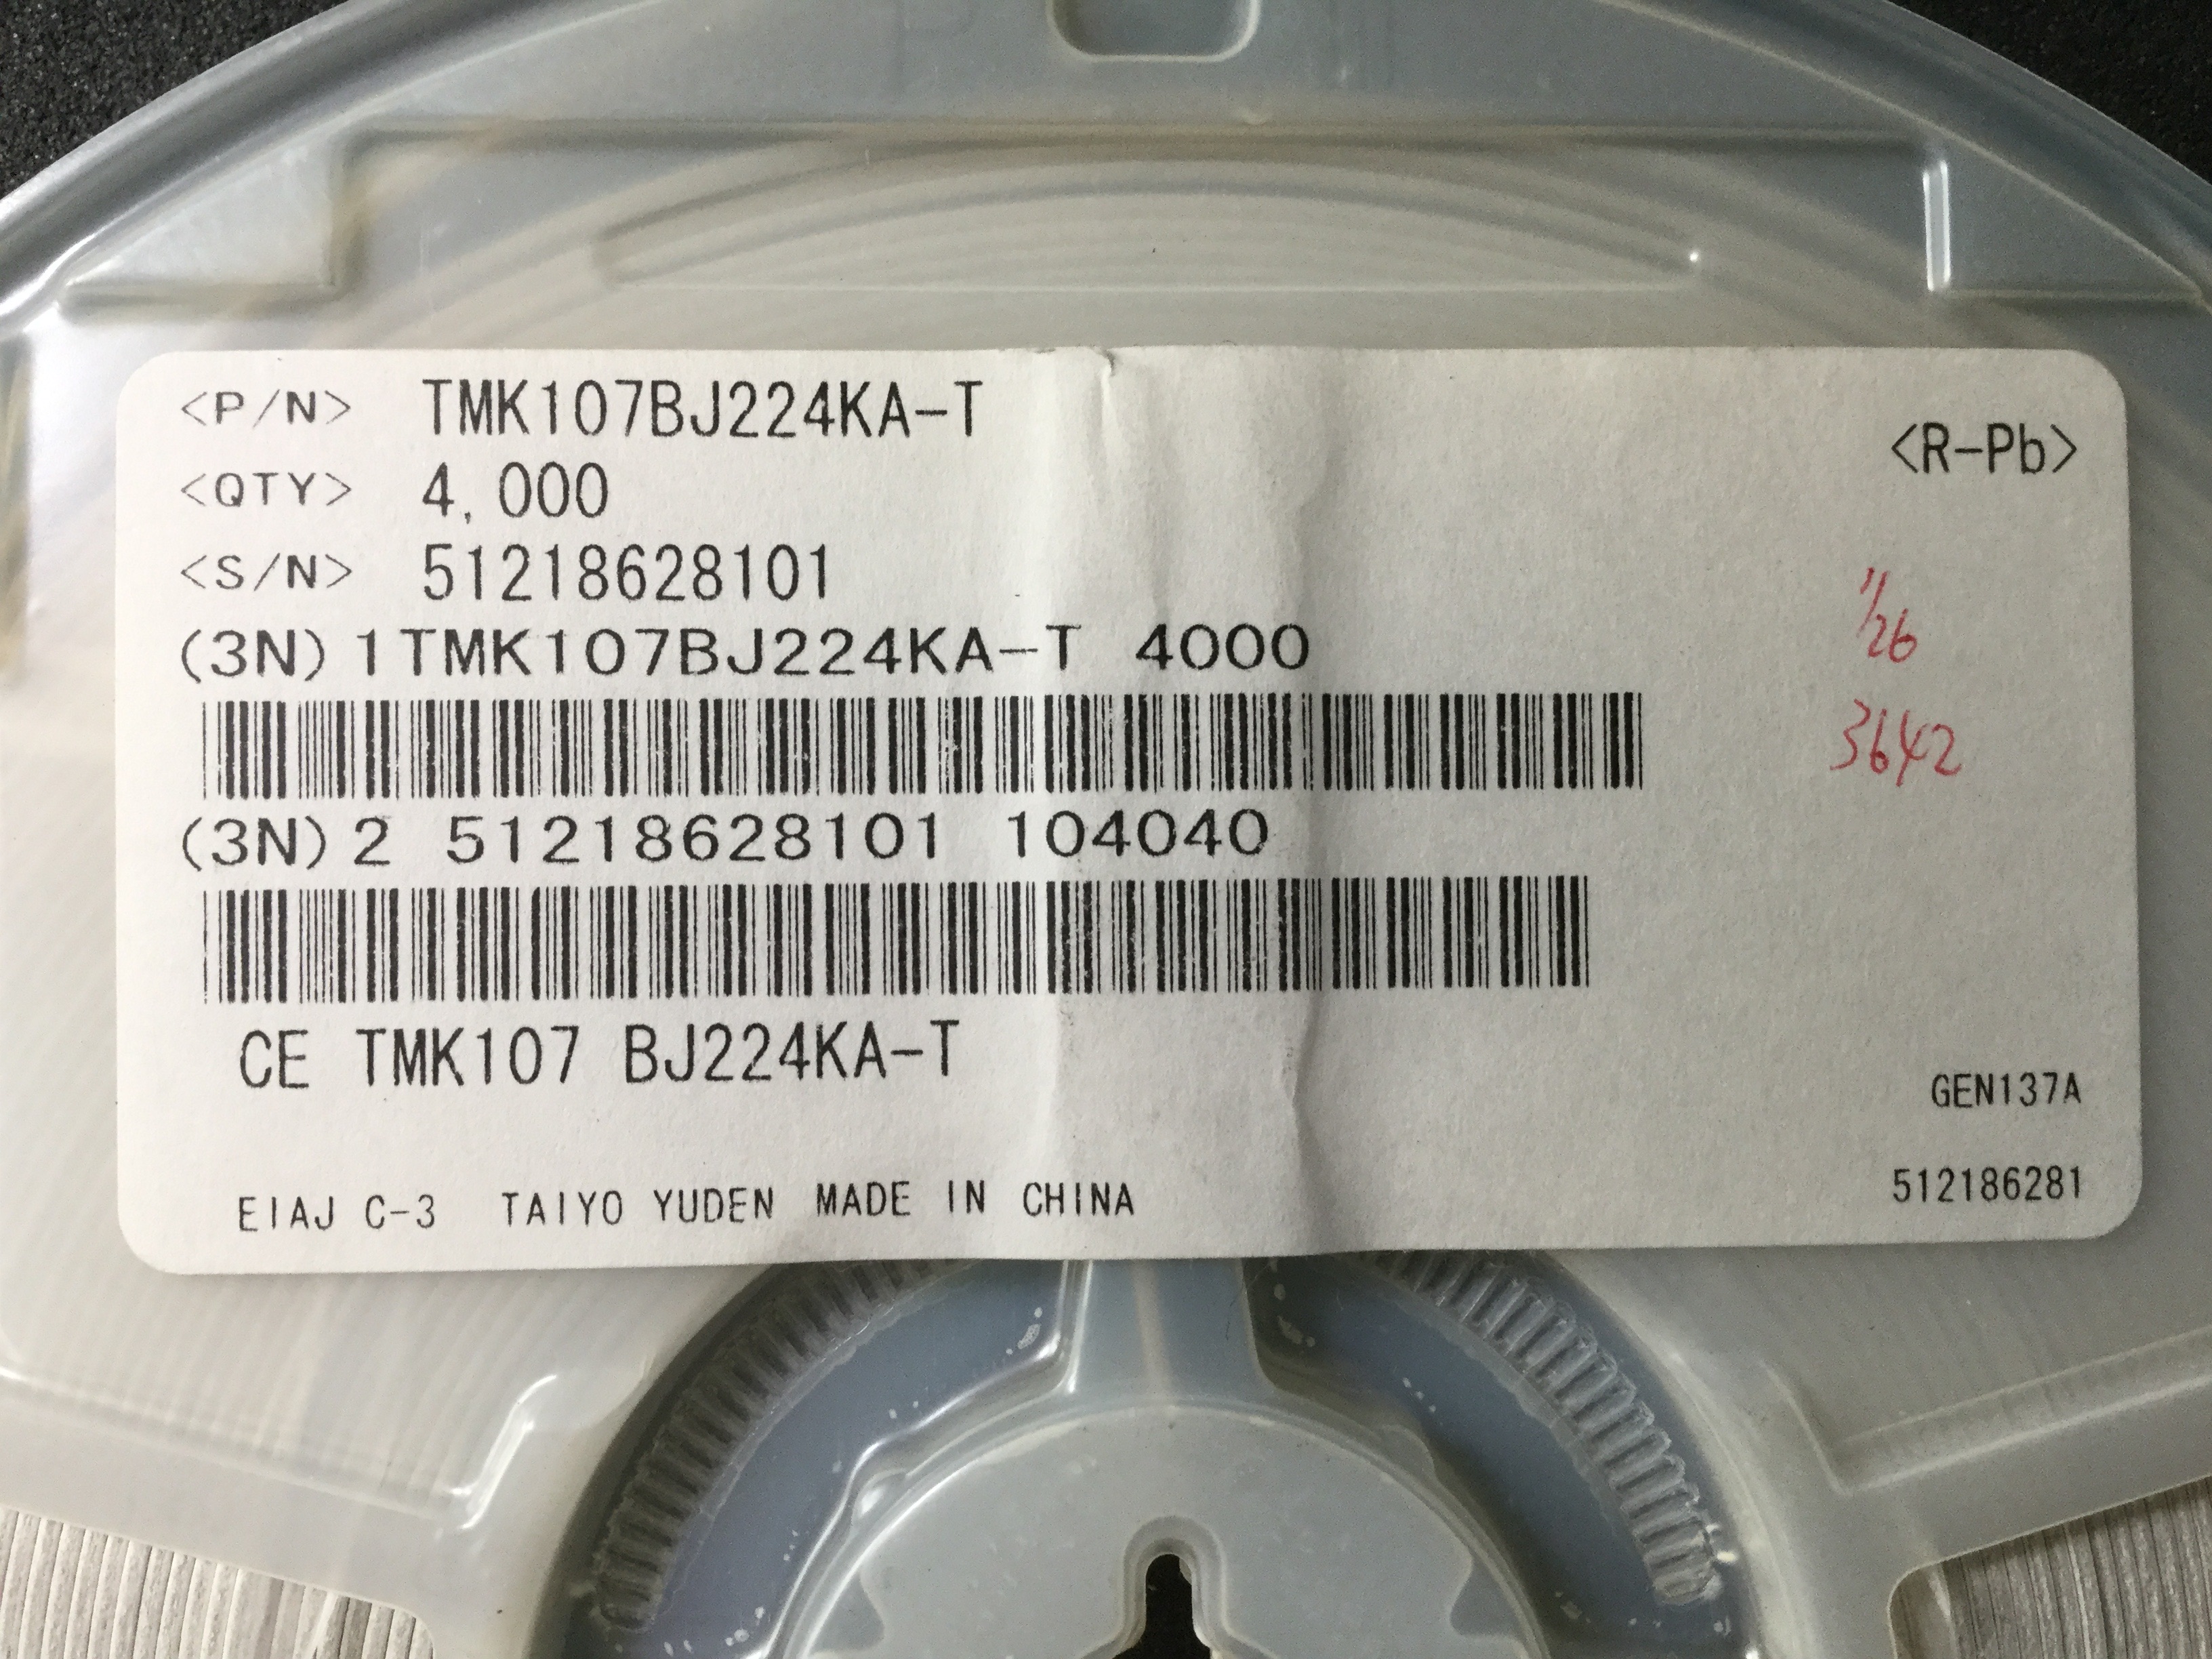 <P/N> TMK107BJ224KA-T
<R-Pb>
<QTY> 4,000
<S/N> 51218628101
1/26
(3N)1TMK107BJ224KA-T 4000
3642
(3N)2 51218628101 104040
CE TMK107 BJ224KA-T
GEN137A
512186281
EIAJ C-3 TAIYO YUDEN MADE IN CHINA